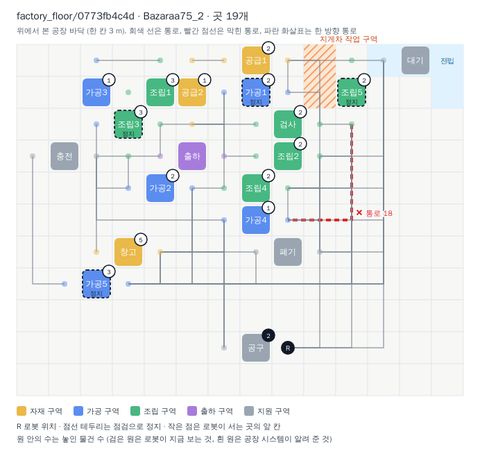 factory_floor/0773fb4c4d · Bazaraa75_2 · 곳 19개
위에서 본 공장 바닥 (한 칸 3 m). 회색 선은 통로, 빨간 점선은 막힌 통로, 파란 화살표는 한 방향 통로
지게차 작업 구역
공급1 2
대기
전입
가공3 1
조립1 3
공급2 1
가공1 2
정지
조립5 2
정지
조립3 3
정지
검사 2
충전
출하
조립2 2
가공2 2
조립4 2
가공4 1
✕ 통로 18
창고 5
폐기
가공5 3
정지
공구 2
R
자재 구역
가공 구역
조립 구역
출하 구역
지원 구역
R 로봇 위치 · 점선 테두리는 점검으로 정지 · 작은 점은 로봇이 서는 곳의 앞 칸
원 안의 수는 놓인 물건 수 (검은 원은 로봇이 지금 보는 것, 흰 원은 공장 시스템이 알려 준 것)